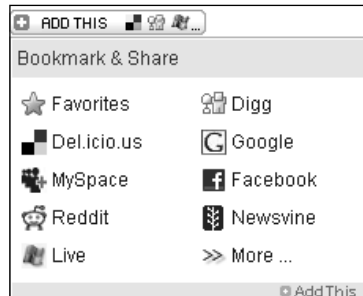 ADD THIS ...
Bookmark & Share
Favorites Digg
Del.icio.us Google
MySpace Facebook
Reddit Newsvine
Live >> More ...
AddThis